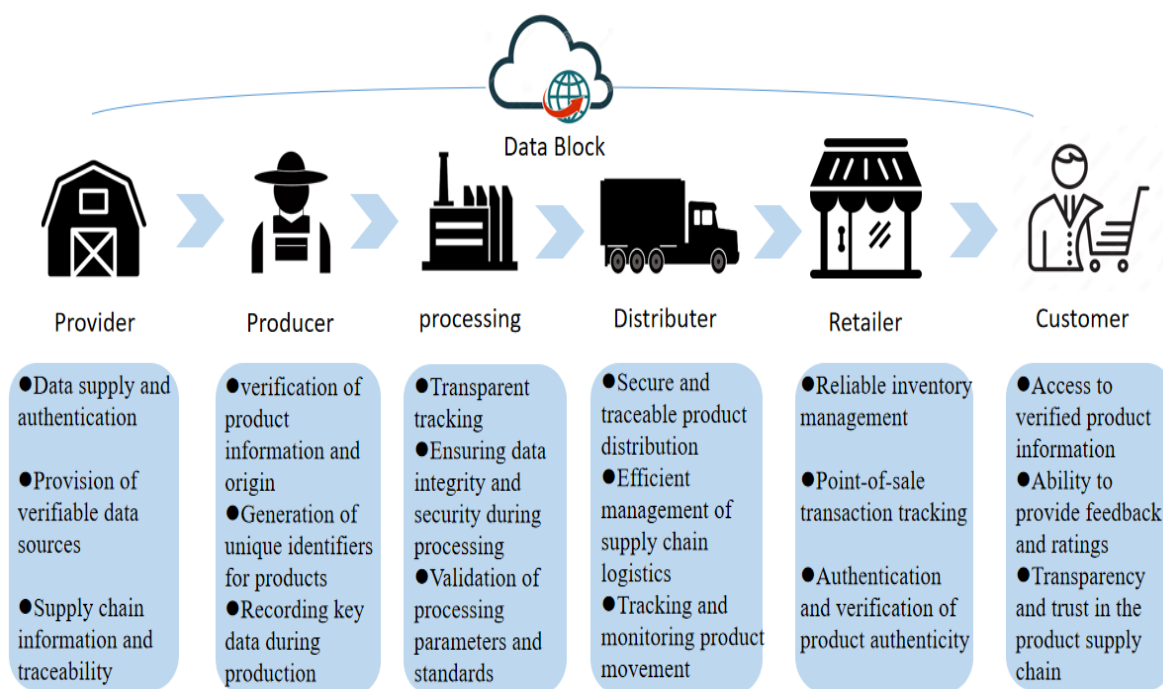 Data Block
Provider
Producer
processing
Distributer
Retailer
Customer
●Data supply and
authentication
●Provision of
verifiable data
sources
●Supply chain
information and
traceability
●verification of
product
information and
origin
●Generation of
unique identifiers
for products
●Recording key
data during
production
●Transparent
tracking
●Ensuring data
integrity and
security during
processing
●Validation of
processing
parameters and
standards
●Secure and
traceable product
distribution
●Efficient
management of
supply chain
logistics
●Tracking and
monitoring product
movement
●Reliable inventory
management
●Point-of-sale
transaction tracking
●Authentication
and verification of
product authenticity
●Access to
verified product
information
●Ability to
provide feedback
and ratings
●Transparency
and trust in the
product supply
chain